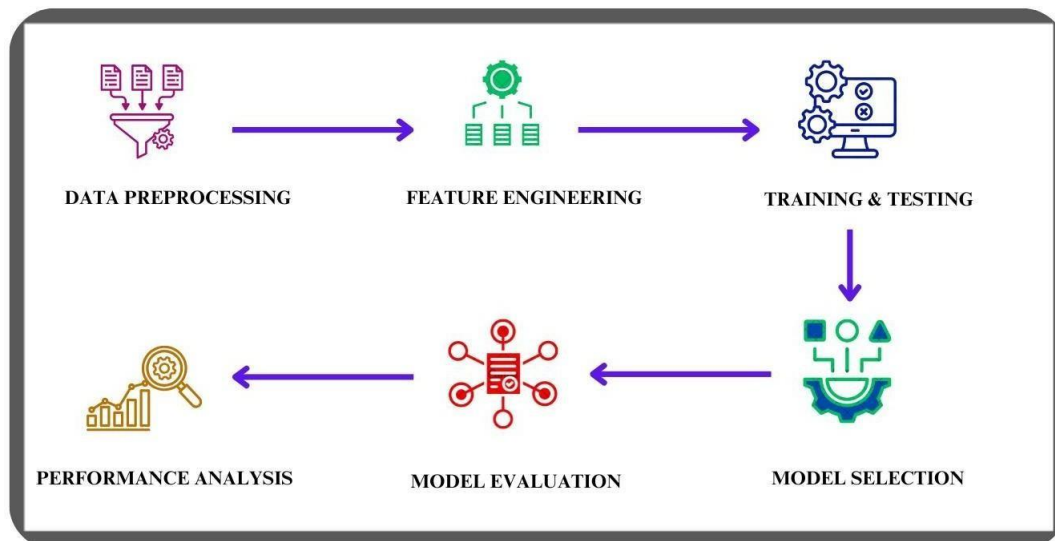 DATA PREPROCESSING
FEATURE ENGINEERING
TRAINING & TESTING
MODEL SELECTION
MODEL EVALUATION
PERFORMANCE ANALYSIS